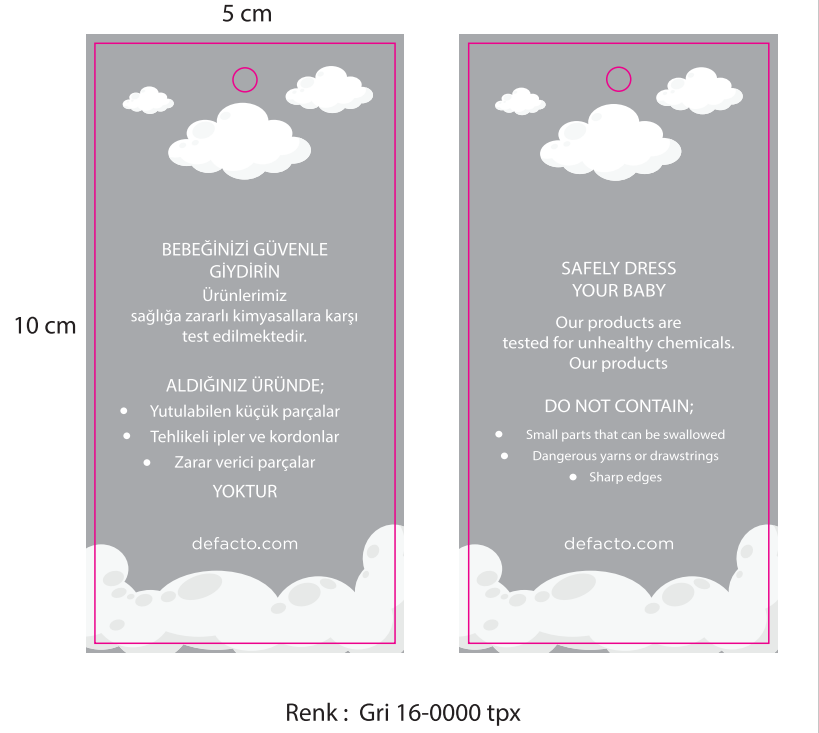 5 cm
10 cm
BEBEĞİNİZİ GÜVENLE
GİYDİRİN
Ürünlerimiz
sağlığa zararlı kimyasallara karşı
test edilmektedir.
ALDIĞINIZ ÜRÜNDE;
• Yutulabilen küçük parçalar
• Tehlikeli ipler ve kordonlar
• Zarar verici parçalar
YOKTUR
defacto.com
SAFELY DRESS
YOUR BABY
Our products are
tested for unhealthy chemicals.
Our products
DO NOT CONTAIN;
• Small parts that can be swallowed
• Dangerous yarns or drawstrings
• Sharp edges
defacto.com
Renk : Gri 16-0000 tpx